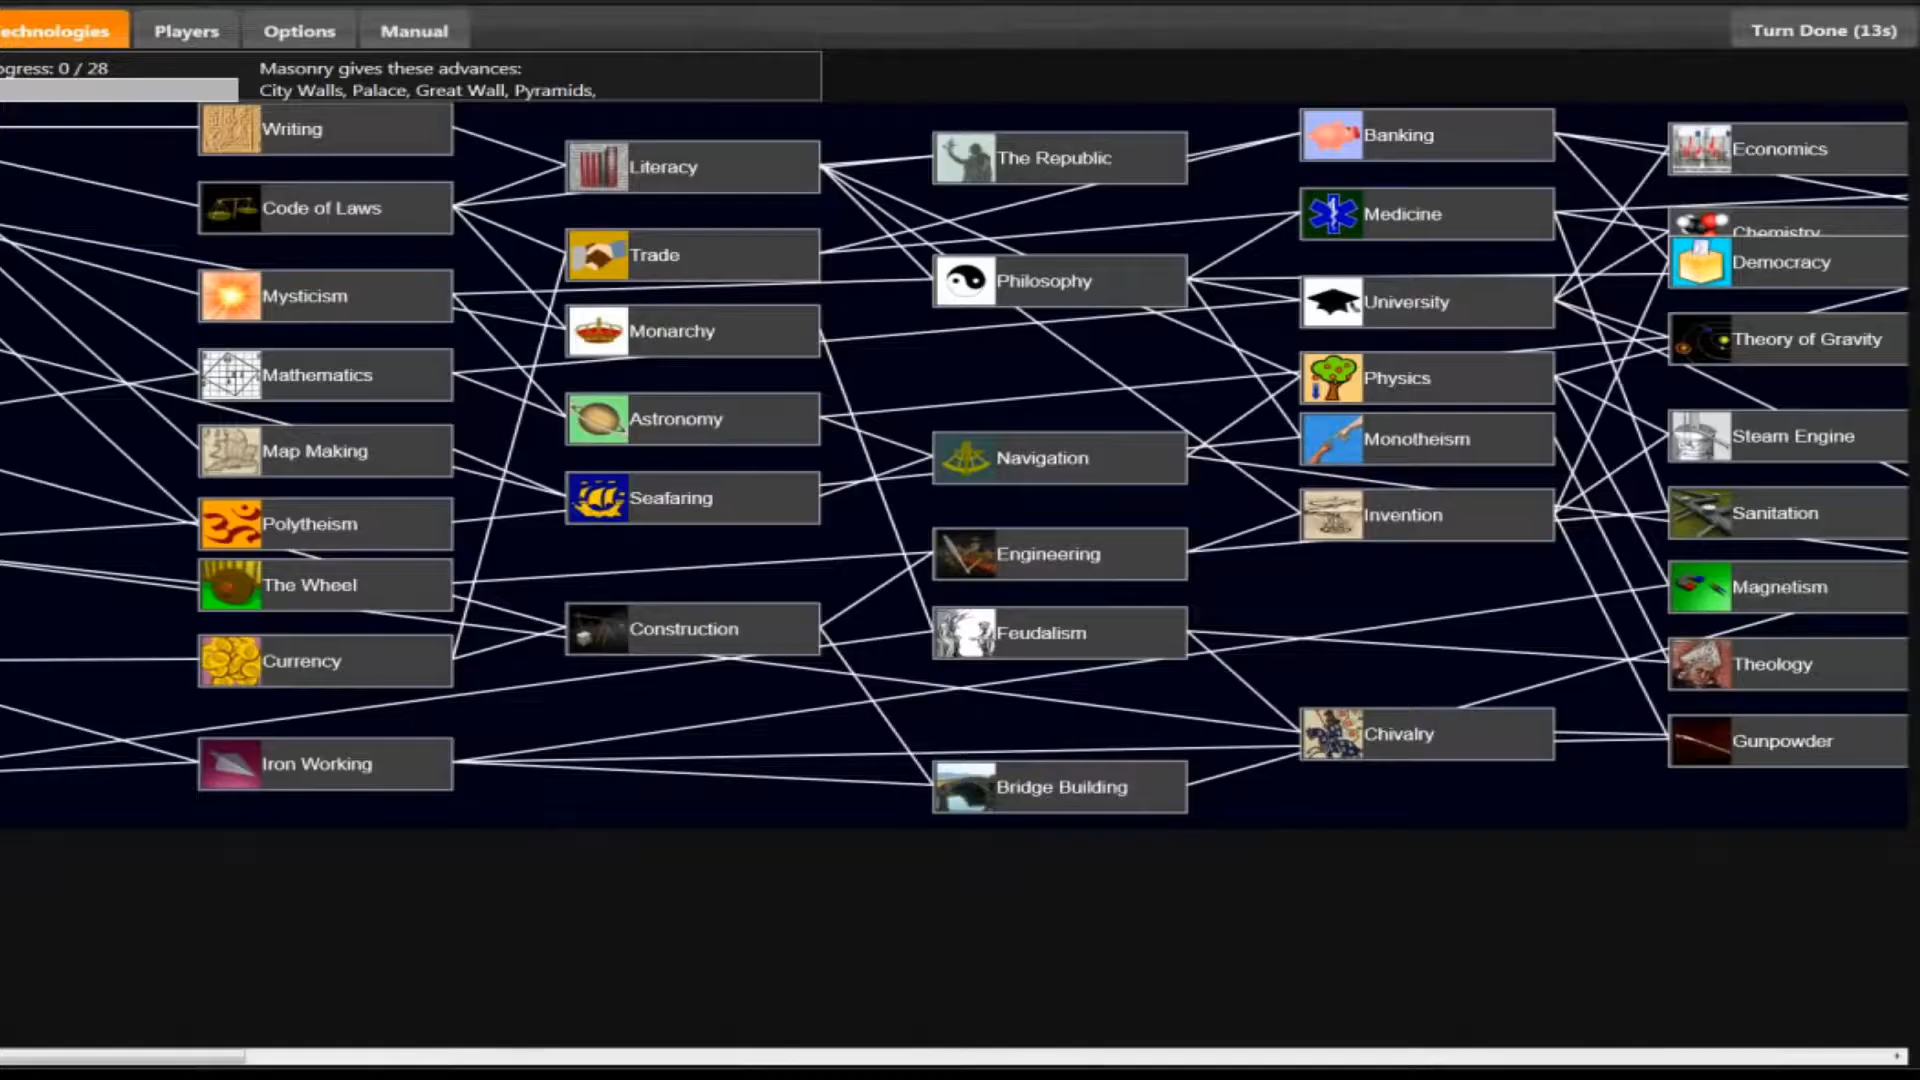 echnologies
Players
Options
Manual
Turn Done (13s)
ogress: 0 / 28
Masonry gives these advances:
City Walls, Palace, Great Wall, Pyramids,
Writing
Code of Laws
Mysticism
Mathematics
Map Making
Polytheism
The Wheel
Currency
Iron Working
Literacy
Trade
Monarchy
Astronomy
Seafaring
Construction
The Republic
Philosophy
Navigation
Engineering
Feudalism
Bridge Building
Banking
Medicine
University
Physics
Monotheism
Invention
Chivalry
Economics
Chemistry
Democracy
Theory of Gravity
Steam Engine
Sanitation
Magnetism
Theology
Gunpowder